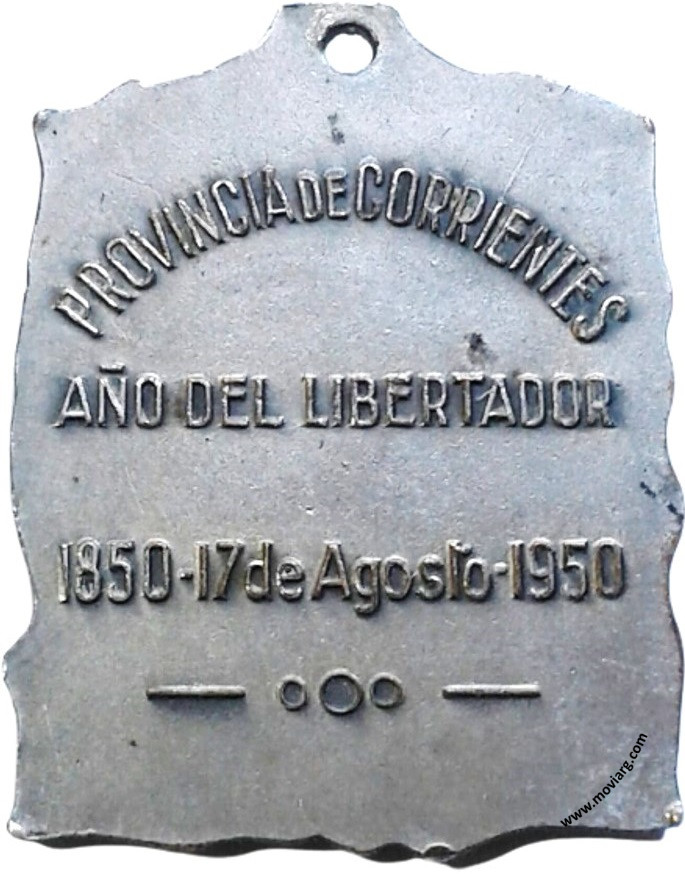 PROVINCIA DE CORRIENTES
AÑO DEL LIBERTADOR
1850-17 de Agosto-1950
www.moviarg.com